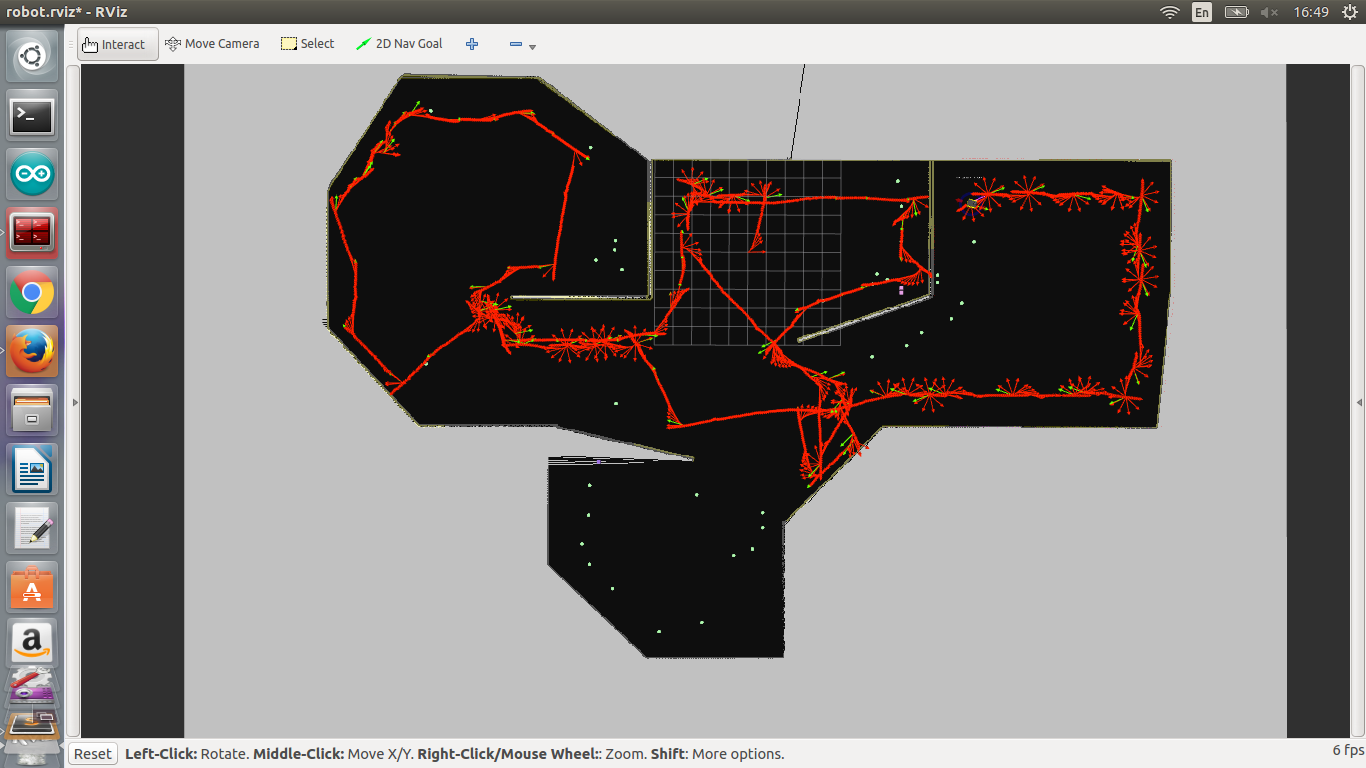 robot.rviz* - RViz
En
16:49
Interact
Move Camera
Select
2D Nav Goal
>_
a
Reset
Left-Click: Rotate. Middle-Click: Move X/Y. Right-Click/Mouse Wheel:: Zoom. Shift: More options.
6 fps